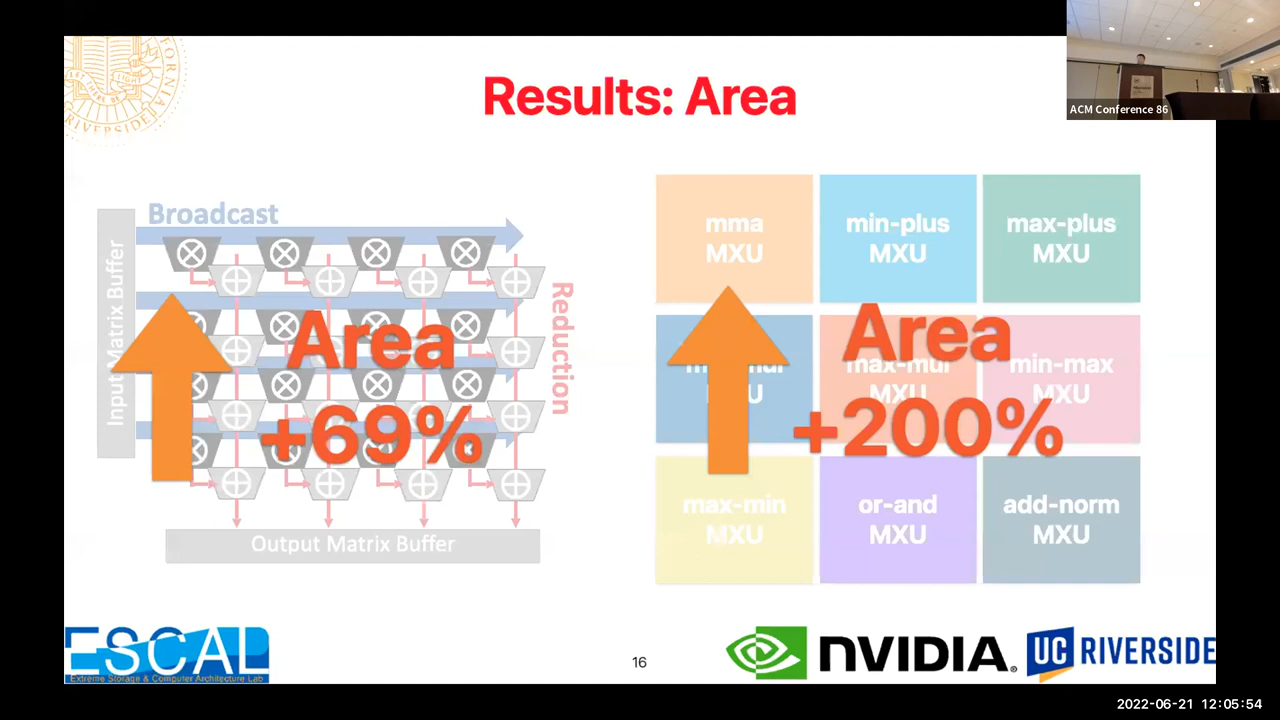 Results: Area
ACM Conference 86
Broadcast
Input Matrix Buffer
Reduction
Area
+69%
Output Matrix Buffer
mma
MXU
min-plus
MXU
max-plus
MXU
MXU
max-mul
MXU
min-max
MXU
Area
+200%
max-min
MXU
or-and
MXU
add-norm
MXU
ESCAL
Extreme Storage & Computer Architecture Lab
16
NVIDIA
UC RIVERSIDE
2022-06-21 12:05:54